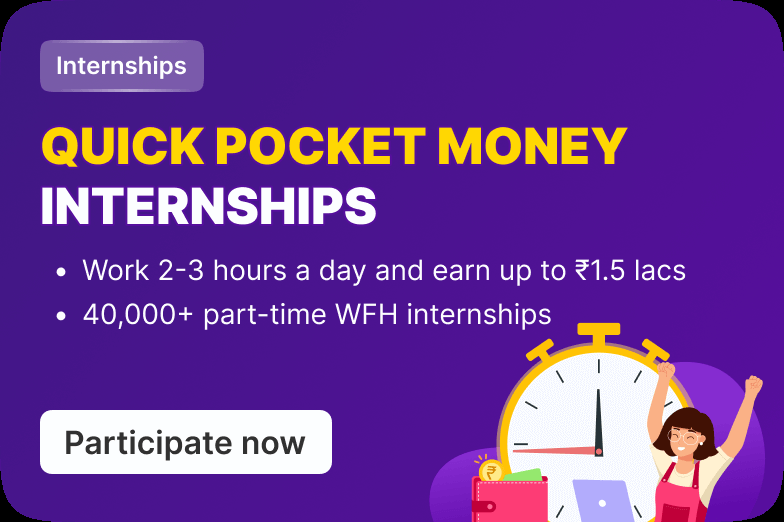 Internships
QUICK POCKET MONEY
INTERNSHIPS
• Work 2-3 hours a day and earn up to ₹1.5 lacs
• 40,000+ part-time WFH internships
Participate now
₹